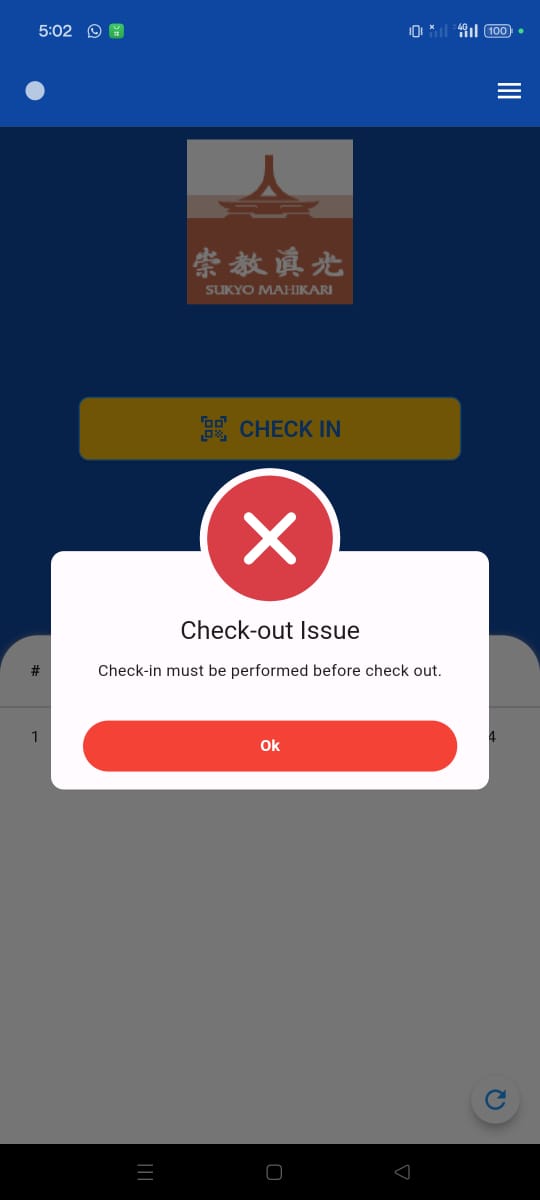 5:02
4G
100
崇教眞光
SUKYO MAHIKARI
CHECK IN
Check-out Issue
Check-in must be performed before check out.
#
1
4
Ok